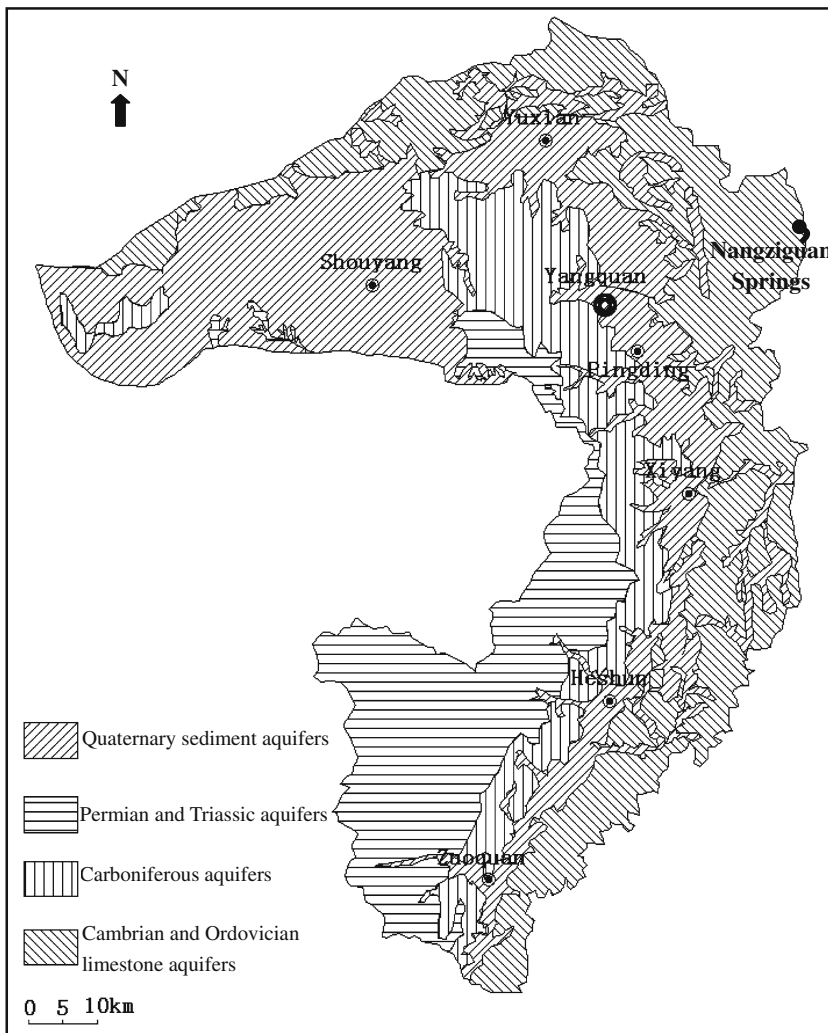 N
Yuxian
Nangziguan
Springs
Shouyang
Yangquan
Pingding
Xiyang
Heshun
Zuoquan
Quaternary sediment aquifers
Permian and Triassic aquifers
Carboniferous aquifers
Cambrian and Ordovician
limestone aquifers
0 5 10km